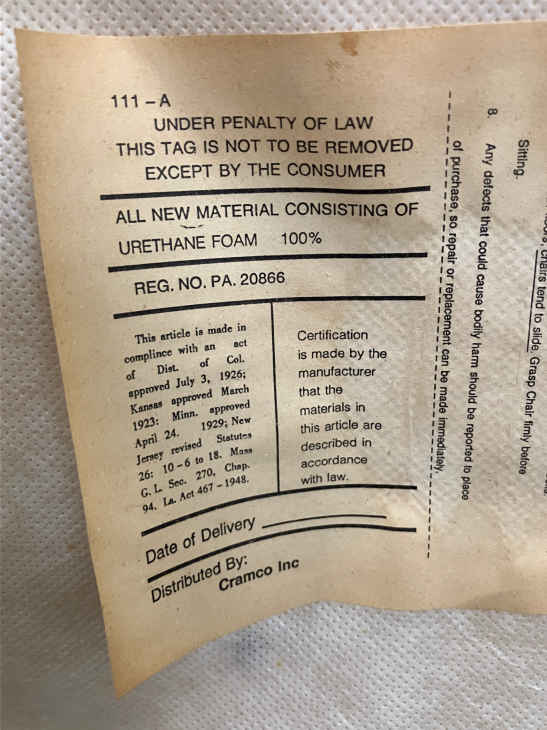 111 – A
UNDER PENALTY OF LAW
THIS TAG IS NOT TO BE REMOVED
EXCEPT BY THE CONSUMER
ALL NEW MATERIAL CONSISTING OF
URETHANE FOAM 100%
REG. NO. PA. 20866
This article is made in
complince with an act
of Dist. of Col.
approved July 3, 1926;
Kansas approved March
1923: Minn. approved
April 24. 1929; New
Jersey revised Statutes
26: 10–6 to 18. Mass
G. L. Sec. 270, Chap.
94. La. Act 467–1948.
Certification
is made by the
manufacturer
that the
materials in
this article are
described in
accordance
with law.
Date of Delivery
Distributed By:
Cramco Inc
chairs tend to slide. Grasp Chair firmly before
Sitting.
8. Any defects that could cause bodily harm should be reported to place
of purchase, so repair or replacement can be made immediately.